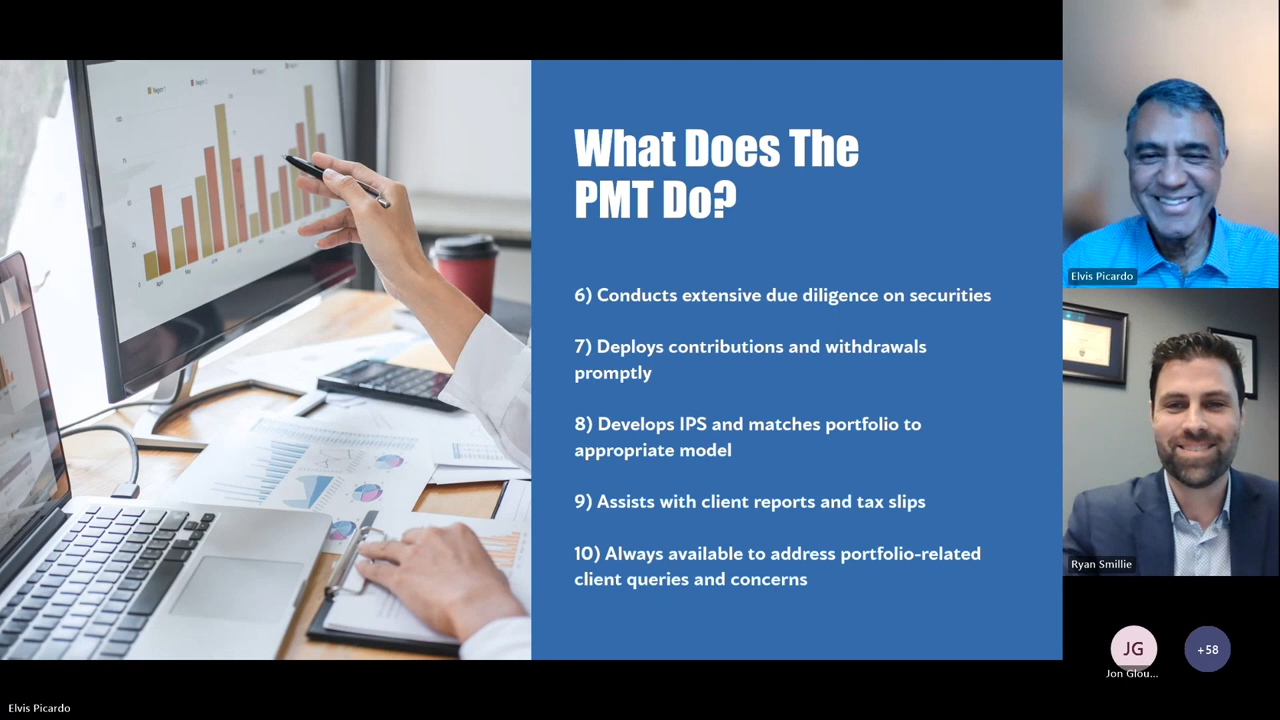 What Does The
PMT Do?
6) Conducts extensive due diligence on securities
7) Deploys contributions and withdrawals
promptly
8) Develops IPS and matches portfolio to
appropriate model
9) Assists with client reports and tax slips
10) Always available to address portfolio-related
client queries and concerns
Elvis Picardo
Ryan Smillie
JG
+58
Jon Glou...
Elvis Picardo